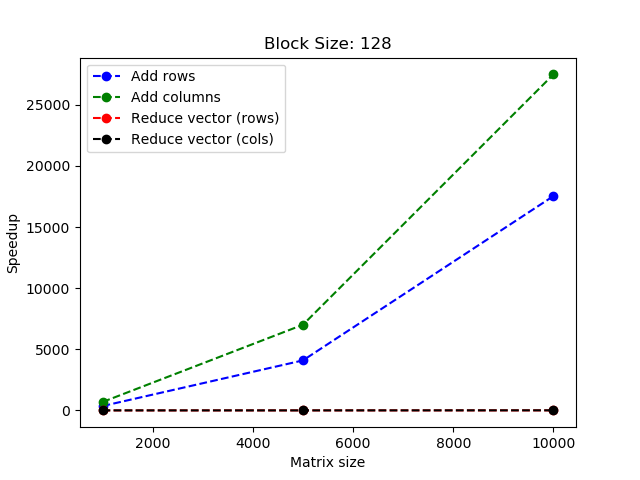 Block Size: 128
Add rows
Add columns
Reduce vector (rows)
Reduce vector (cols)
Speedup
25000
20000
15000
10000
5000
0
2000 4000 6000 8000 10000
Matrix size